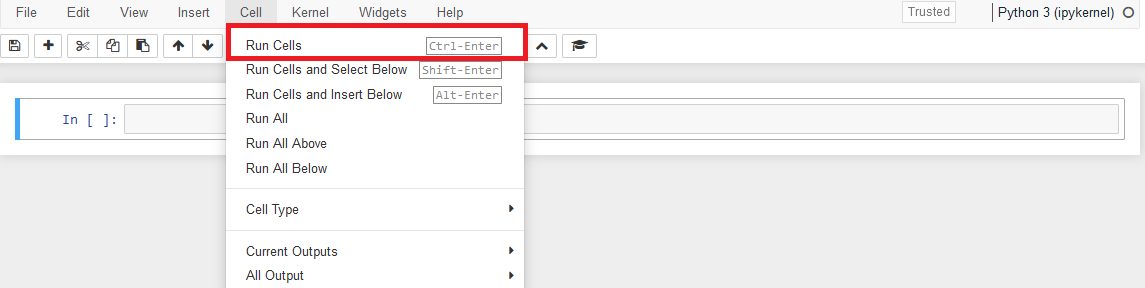 File Edit View Insert Cell Kernel Widgets Help Trusted Python 3 (ipykernel)
Run Cells Ctrl-Enter
Run Cells and Select Below Shift-Enter
Run Cells and Insert Below Alt-Enter
In [ ]:
Run All
Run All Above
Run All Below
Cell Type
Current Outputs
All Output